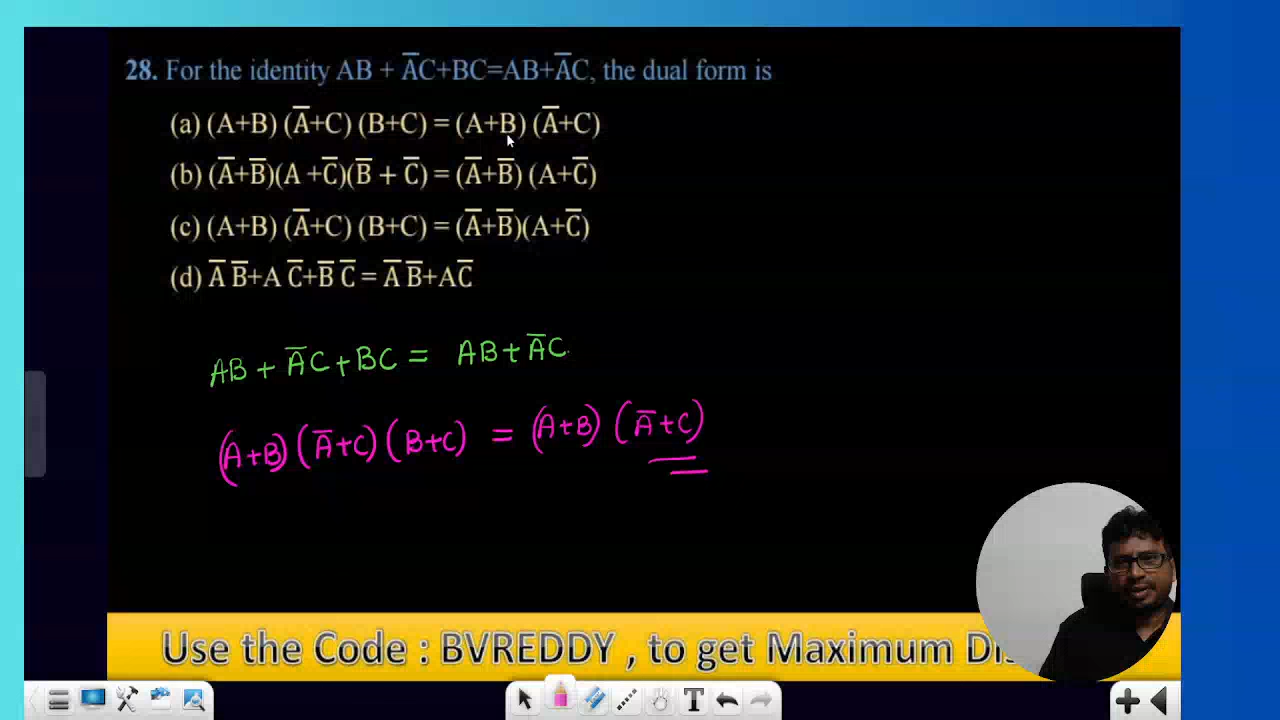 28. For the identity AB + A̅C+BC=AB+A̅C, the dual form is
(a) (A+B) (A̅+C) (B+C) = (A+B) (A̅+C)
(b) (A̅+B̅)(A +C̅)(B̅ + C̅) = (A̅+B̅) (A+C̅)
(c) (A+B) (A̅+C) (B+C) = (A̅+B̅)(A+C̅)
(d) A̅ B̅+A C̅+B̅ C̅ = A̅ B̅+AC̅
AB + A̅C + BC = AB + A̅C
(A+B) (A̅+C) (B+C) = (A+B) (A̅+C)
Use the Code : BVREDDY , to get Maximum
T